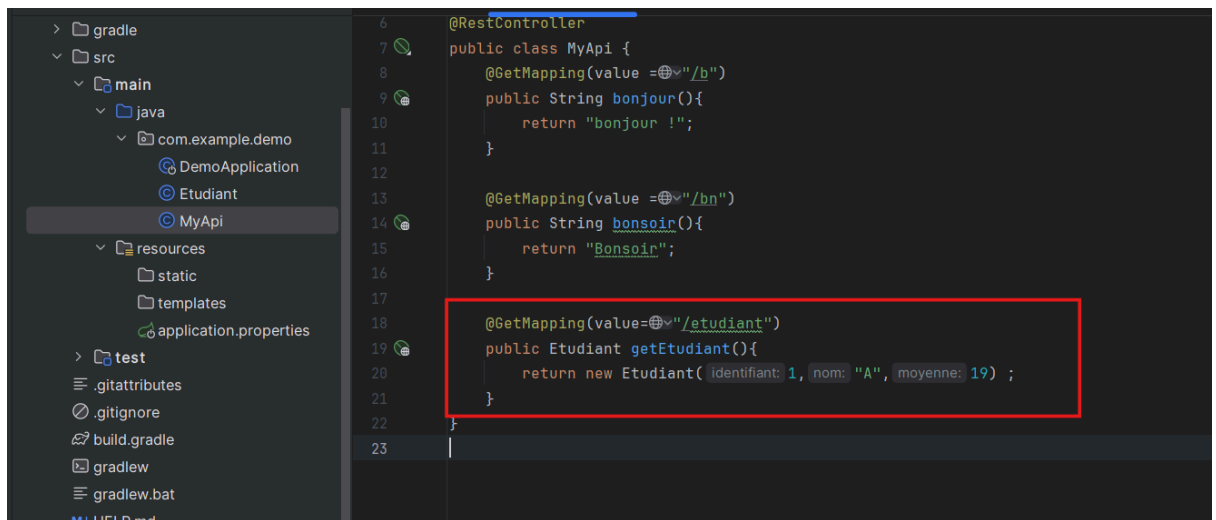 gradle
src
main
java
com.example.demo
DemoApplication
Etudiant
MyApi
resources
static
templates
application.properties
test
.gitattributes
.gitignore
build.gradle
gradlew
gradlew.bat
HELP.md
6 @RestController
7 public class MyApi {
8 @GetMapping(value ="/b")
9 public String bonjour(){
10 return "bonjour !";
11 }
12
13 @GetMapping(value ="/bn")
14 public String bonsoir(){
15 return "Bonsoir";
16 }
17
18 @GetMapping(value="/etudiant")
19 public Etudiant getEtudiant(){
20 return new Etudiant( identifiant: 1, nom: "A", moyenne: 19) ;
21 }
22 }
23